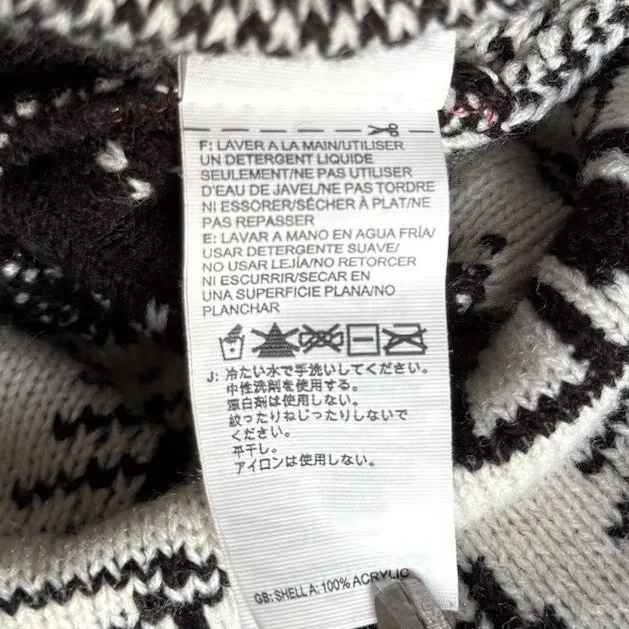 F: LAVER A LA MAIN/UTILISER
UN DETERGENT LIQUIDE
SEULEMENT/NE PAS UTILISER
D'EAU DE JAVEL/NE PAS TORDRE
NI ESSORER/SÉCHER À PLAT/NE
PAS REPASSER
E: LAVAR A MANO EN AGUA FRÍA/
USAR DETERGENTE SUAVE/
NO USAR LEJÍA/NO RETORCER
NI ESCURRIR/SECAR EN
UNA SUPERFICIE PLANA/NO
PLANCHAR
J: 冷たい水で手洗いしてください。
中性洗剤を使用する。
漂白剤は使用しない。
絞ったりねじったりしないで
ください。
平干し。
アイロンは使用しない。
GB: SHELL A: 100% ACRYLIC